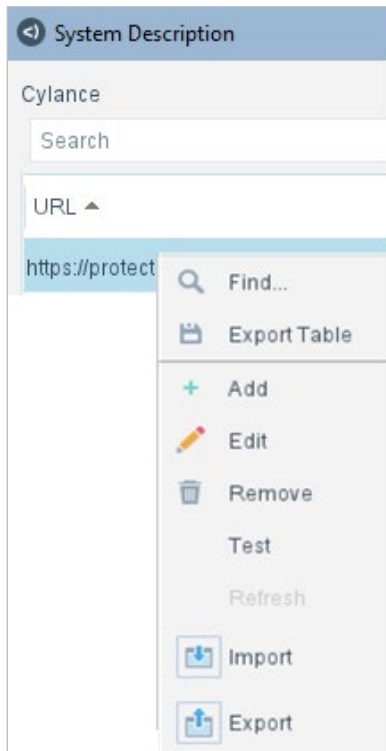 System Description
Cylance
Search
URL
https://protect
Find...
Export Table
Add
Edit
Remove
Test
Refresh
Import
Export